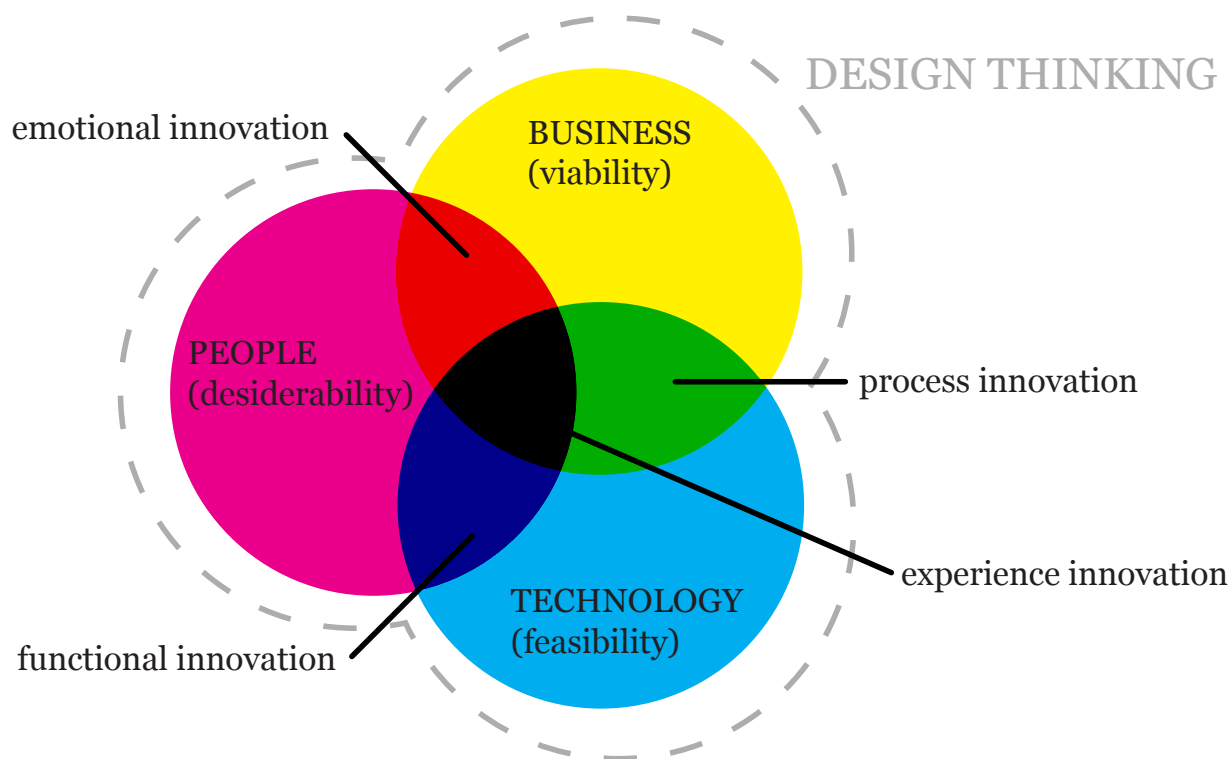 DESIGN THINKING
emotional innovation
BUSINESS
(viability)
PEOPLE
(desiderability)
process innovation
experience innovation
TECHNOLOGY
(feasibility)
functional innovation